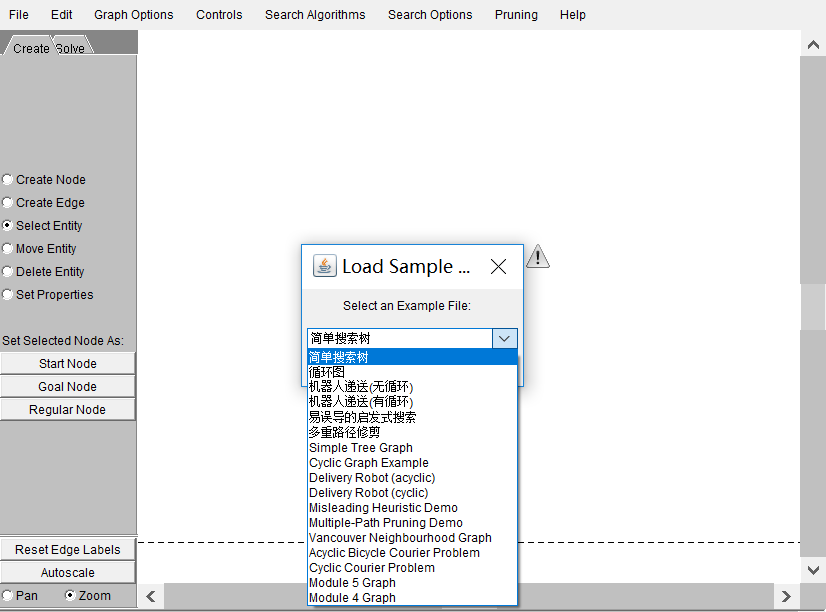 File Edit Graph Options Controls Search Algorithms Search Options Pruning Help
Create Solve
Create Node
Create Edge
Select Entity
Move Entity
Delete Entity
Set Properties
Set Selected Node As:
Start Node
Goal Node
Regular Node
Reset Edge Labels
Autoscale
Pan Zoom
Load Sample ...
Select an Example File:
简单搜索树
简单搜索树
循环图
机器人递送(无循环)
机器人递送(有循环)
易误导的启发式搜索
多重路径修剪
Simple Tree Graph
Cyclic Graph Example
Delivery Robot (acyclic)
Delivery Robot (cyclic)
Misleading Heuristic Demo
Multiple-Path Pruning Demo
Vancouver Neighbourhood Graph
Acyclic Bicycle Courier Problem
Cyclic Courier Problem
Module 5 Graph
Module 4 Graph